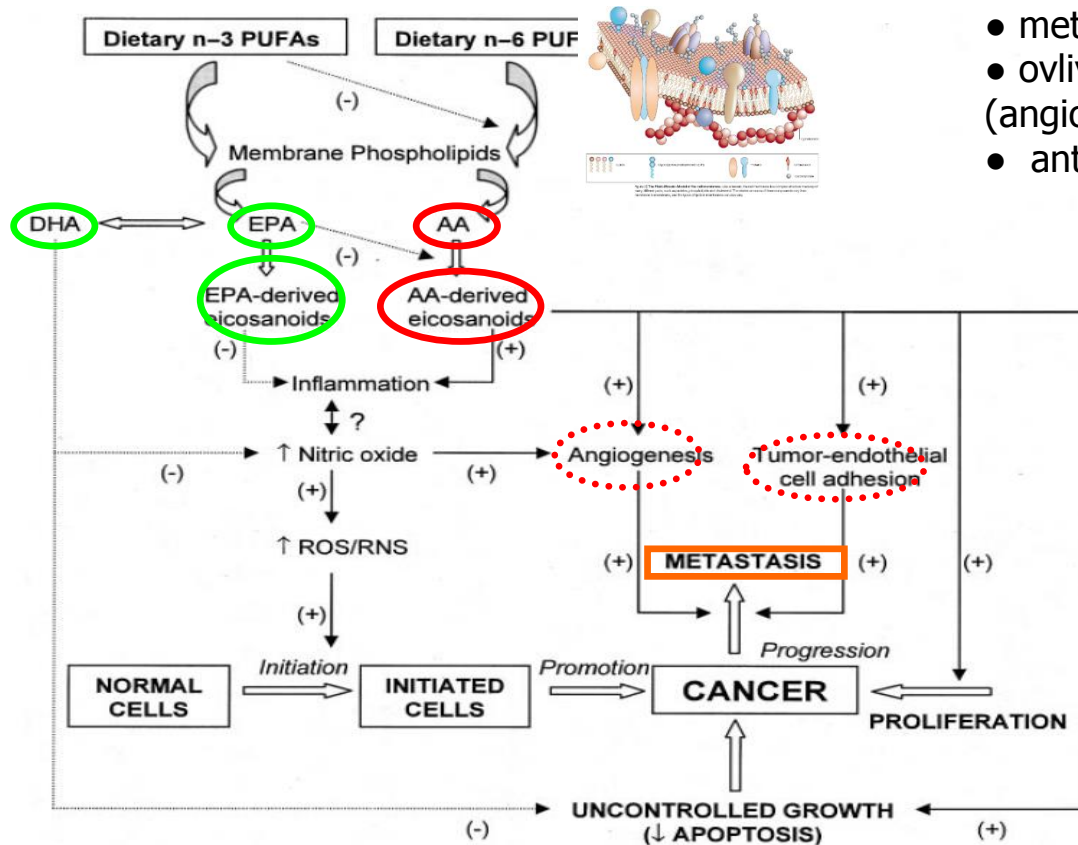 Dietary n–3 PUFAs
Dietary n–6 PUF
● met
● ovliv
(angio
● ant
(-)
Membrane Phospholipids
DHA
EPA
AA
(-)
EPA-derived
eicosanoids
AA-derived
eicosanoids
(-)
(+)
Inflammation
?
(+)
(+)
↑ Nitric oxide
(-)
(+)
Angiogenesis
Tumor-endothelial
cell adhesion
(+)
↑ ROS/RNS
(+)
METASTASIS
(+)
(+)
(+)
Initiation
Promotion
Progression
NORMAL
CELLS
INITIATED
CELLS
CANCER
PROLIFERATION
UNCONTROLLED GROWTH
(↓ APOPTOSIS)
(-)
(+)